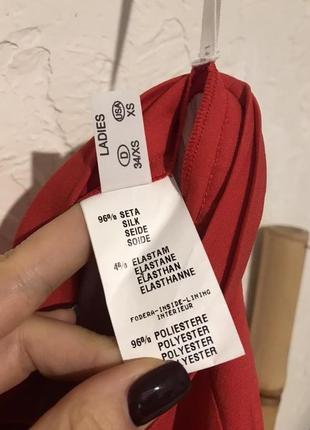 LADIES
USA XS
D 34/XS
96% SETA
SILK
SEIDE
SOIDE
4% ELASTAM
ELASTANE
ELASTHAN
ELASTHANNE
FODERA-INSIDE-LINING
INTERIEUR
96% POLIESTERE
POLYESTER
POLYESTER
POLYESTER